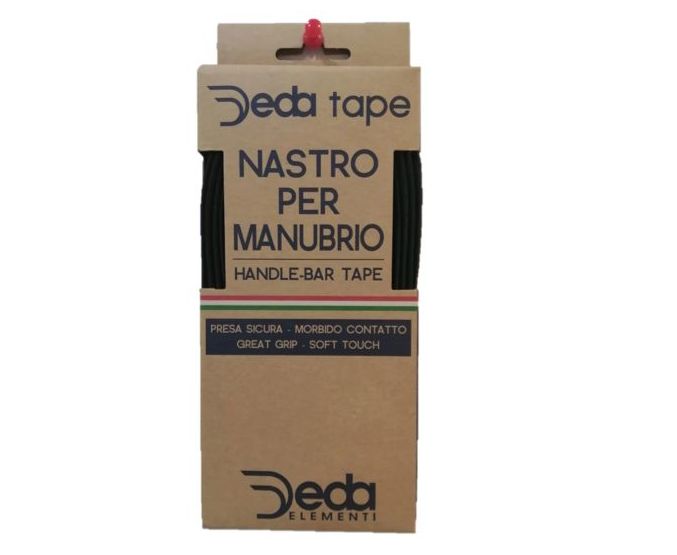 Deda tape
NASTRO
PER
MANUBRIO
HANDLE-BAR TAPE
PRESA SICURA - MORBIDO CONTATTO
GREAT GRIP - SOFT TOUCH
Deda
ELEMENTI